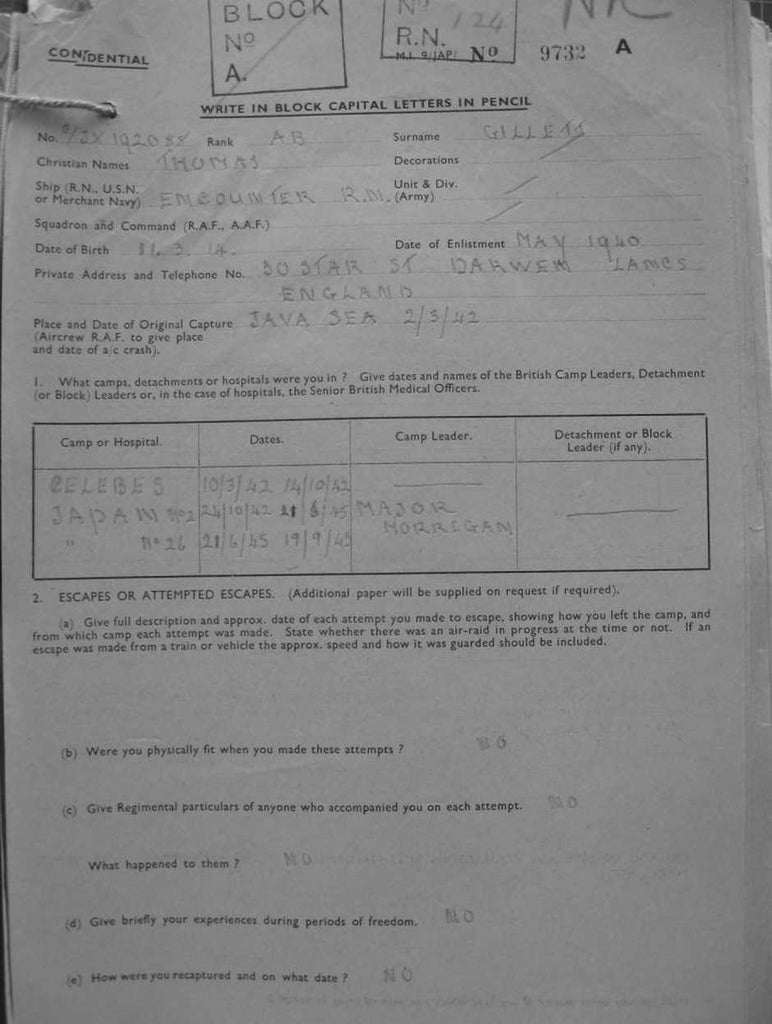 BLOCK
Nº
A.
Nº 124
R.N.
M.I. 9/JAP/ Nº 9732 A
CONFIDENTIAL
WRITE IN BLOCK CAPITAL LETTERS IN PENCIL
No. JX 192088 Rank AB Surname GILLETT
Christian Names THOMAS Decorations
Ship (R.N., U.S.N. or Merchant Navy) ENCOUNTER R.N. Unit & Div. (Army)
Squadron and Command (R.A.F., A.A.F.)
Date of Birth 11.3.14. Date of Enlistment MAY 1940
Private Address and Telephone No. 30 STAR ST DARWEN LANCS
ENGLAND
Place and Date of Original Capture JAVA SEA 2/3/42
(Aircrew R.A.F. to give place
and date of a/c crash).
1. What camps, detachments or hospitals were you in ? Give dates and names of the British Camp Leaders, Detachment
(or Block) Leaders or, in the case of hospitals, the Senior British Medical Officers.
Camp or Hospital. Dates. Camp Leader. Detachment or Block Leader (if any).
CELEBES 10/3/42 14/10/42
JAPAN Nº2 24/10/42 21/6/45 MAJOR
HORRIGAN
" Nº 26 21/6/45 19/9/45
2. ESCAPES OR ATTEMPTED ESCAPES. (Additional paper will be supplied on request if required).
(a) Give full description and approx. date of each attempt you made to escape, showing how you left the camp, and
from which camp each attempt was made. State whether there was an air-raid in progress at the time or not. If an
escape was made from a train or vehicle the approx. speed and how it was guarded should be included.
(b) Were you physically fit when you made these attempts ? NO
(c) Give Regimental particulars of anyone who accompanied you on each attempt. NO
What happened to them ? NO
(d) Give briefly your experiences during periods of freedom. NO
(e) How were you recaptured and on what date ? NO